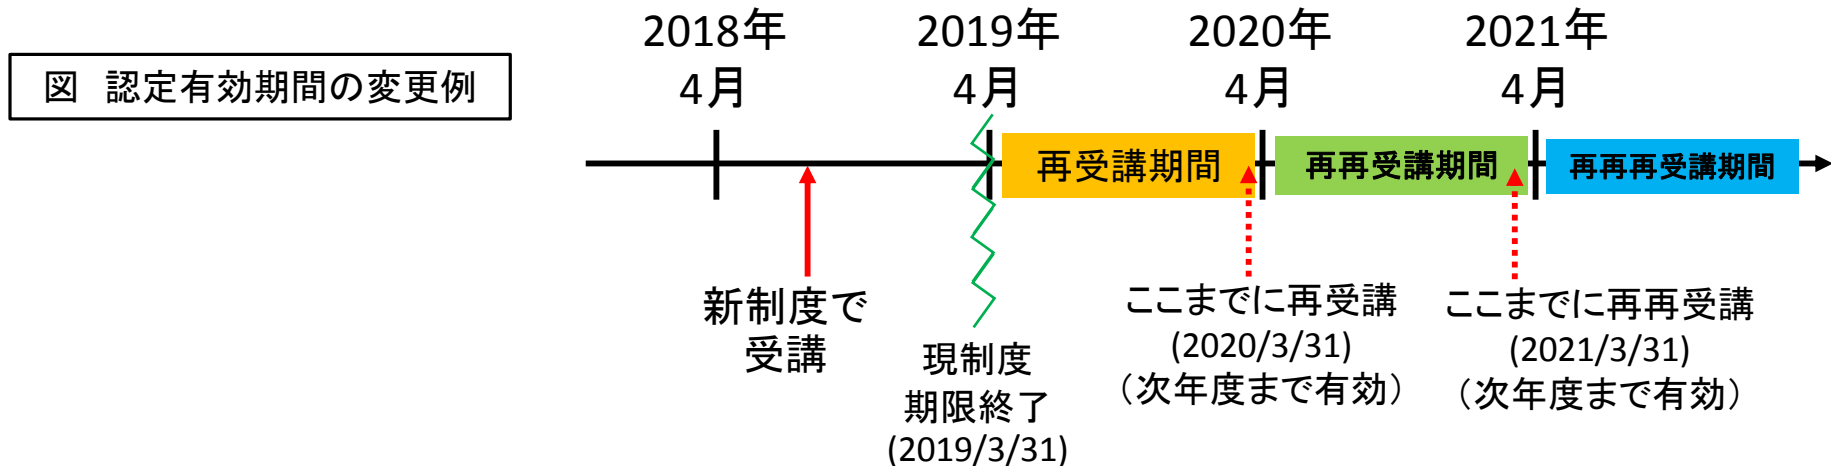 図 認定有効期間の変更例
2018年
4月
2019年
4月
2020年
4月
2021年
4月
再受講期間
再再受講期間
再再再受講期間
新制度で
受講
現制度
期限終了
(2019/3/31)
ここまでに再受講
(2020/3/31)
（次年度まで有効）
ここまでに再再受講
(2021/3/31)
（次年度まで有効）